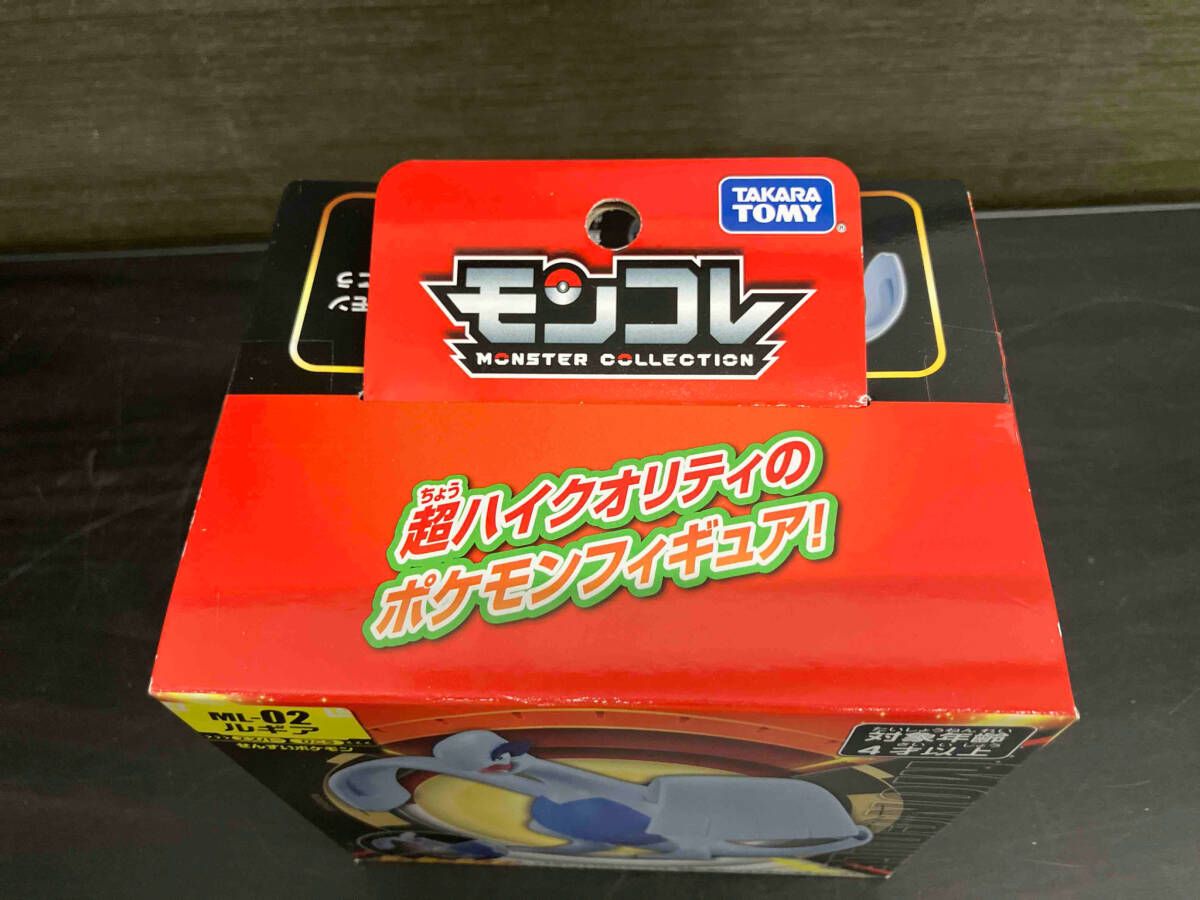 TAKARA
TOMY
®
モンコレ
MONSTER COLLECTION
ちょう
超ハイクオリティの
ポケモンフィギュア!
ML-02
ルギア
せんすいポケモン
対象年齢
4才以上